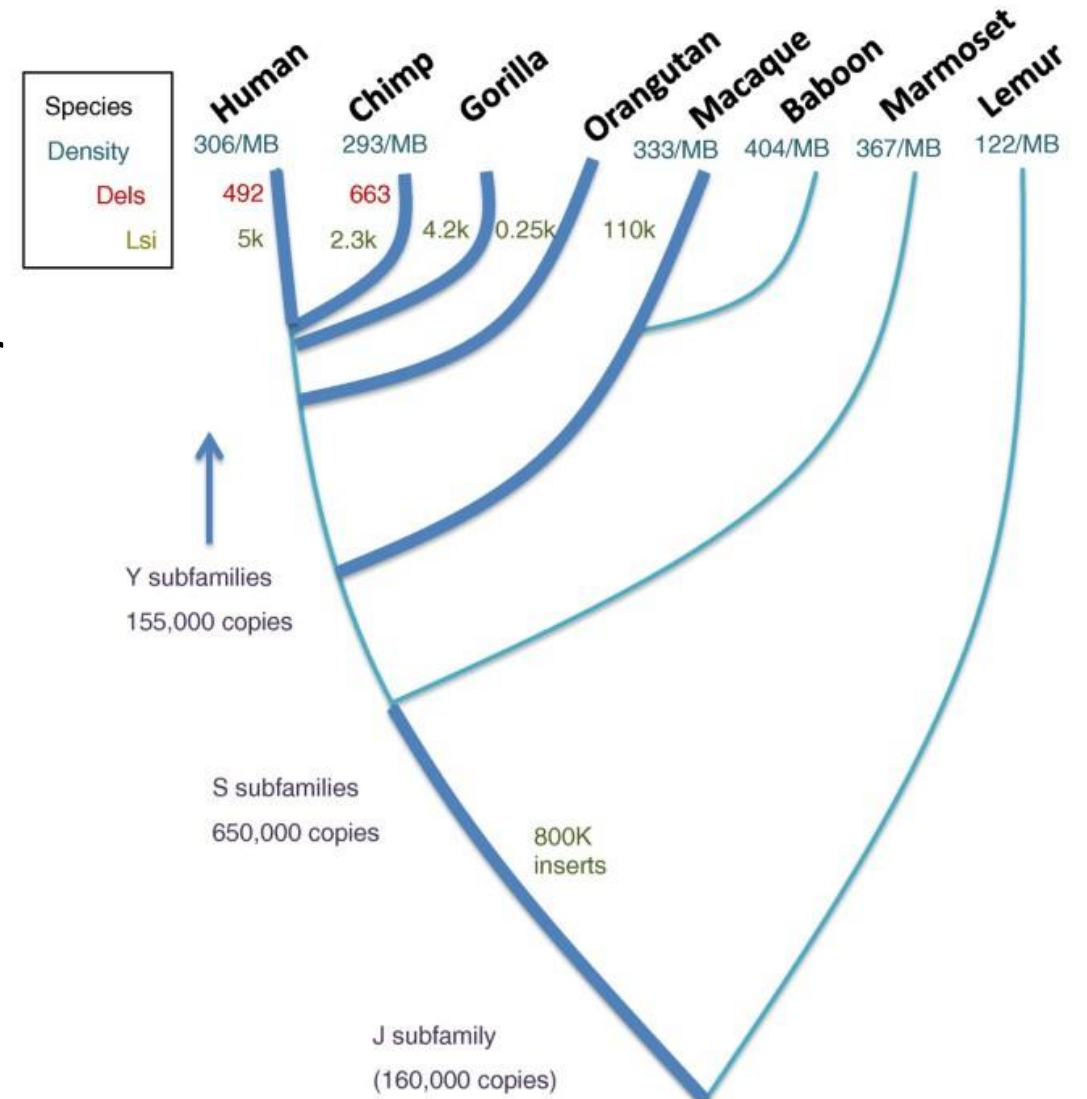 Species
Density
Dels
Lsi
Human
Chimp
Gorilla
Orangutan
Macaque
Baboon
Marmoset
Lemur
306/MB
293/MB
333/MB
404/MB
367/MB
122/MB
492
663
5k
2.3k
4.2k
0.25k
110k
Y subfamilies
155,000 copies
S subfamilies
650,000 copies
800K
inserts
J subfamily
(160,000 copies)